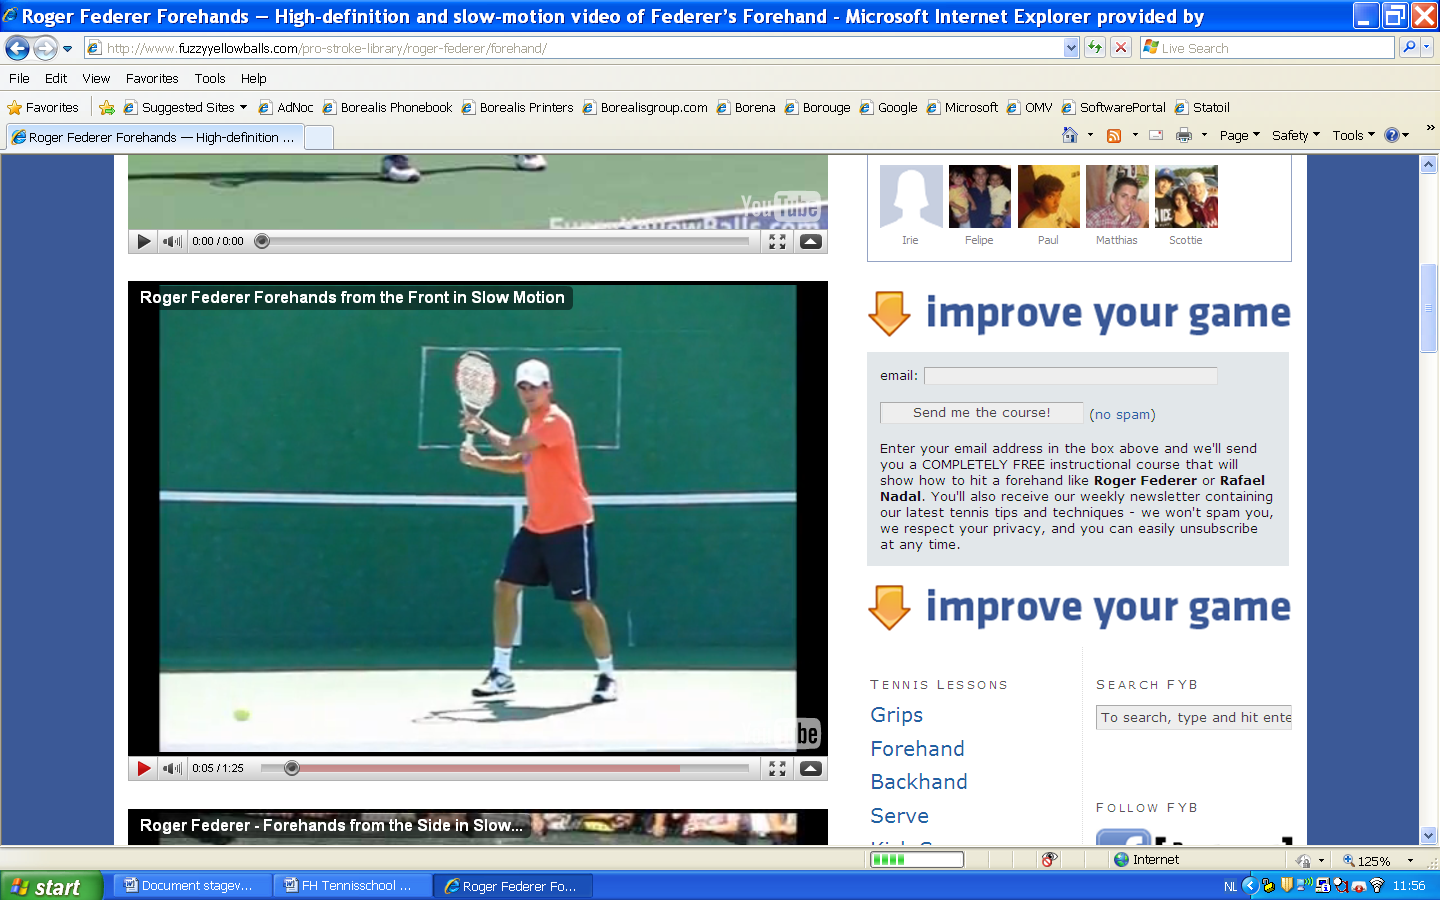 Roger Federer Forehands — High-definition and slow-motion video of Federer's Forehand - Microsoft Internet Explorer provided by
http://www.fuzzyyellowballs.com/pro-stroke-library/roger-federer/forehand/
Live Search
File Edit View Favorites Tools Help
Favorites Suggested Sites AdNoc Borealis Phonebook Borealis Printers Borealisgroup.com Borena Borouge Google Microsoft OMV SoftwarePortal Statoil
Roger Federer Forehands — High-definition ...
Page Safety Tools
YouTube
FuzzyYellowBalls.com
0:00 / 0:00
Irie Felipe Paul Matthias Scottie
Roger Federer Forehands from the Front in Slow Motion
YouTube
0:05 / 1:25
Roger Federer - Forehands from the Side in Slow...
improve your game
email:
Send me the course! (no spam)
Enter your email address in the box above and we'll send
you a COMPLETELY FREE instructional course that will
show how to hit a forehand like Roger Federer or Rafael
Nadal. You'll also receive our weekly newsletter containing
our latest tennis tips and techniques - we won't spam you,
we respect your privacy, and you can easily unsubscribe
at any time.
improve your game
Tennis Lessons
Grips
Forehand
Backhand
Serve
Search FYB
To search, type and hit ente
Follow FYB
Internet
125%
start
Document stagev...
FH Tennisschool ...
Roger Federer Fo...
NL
11:56